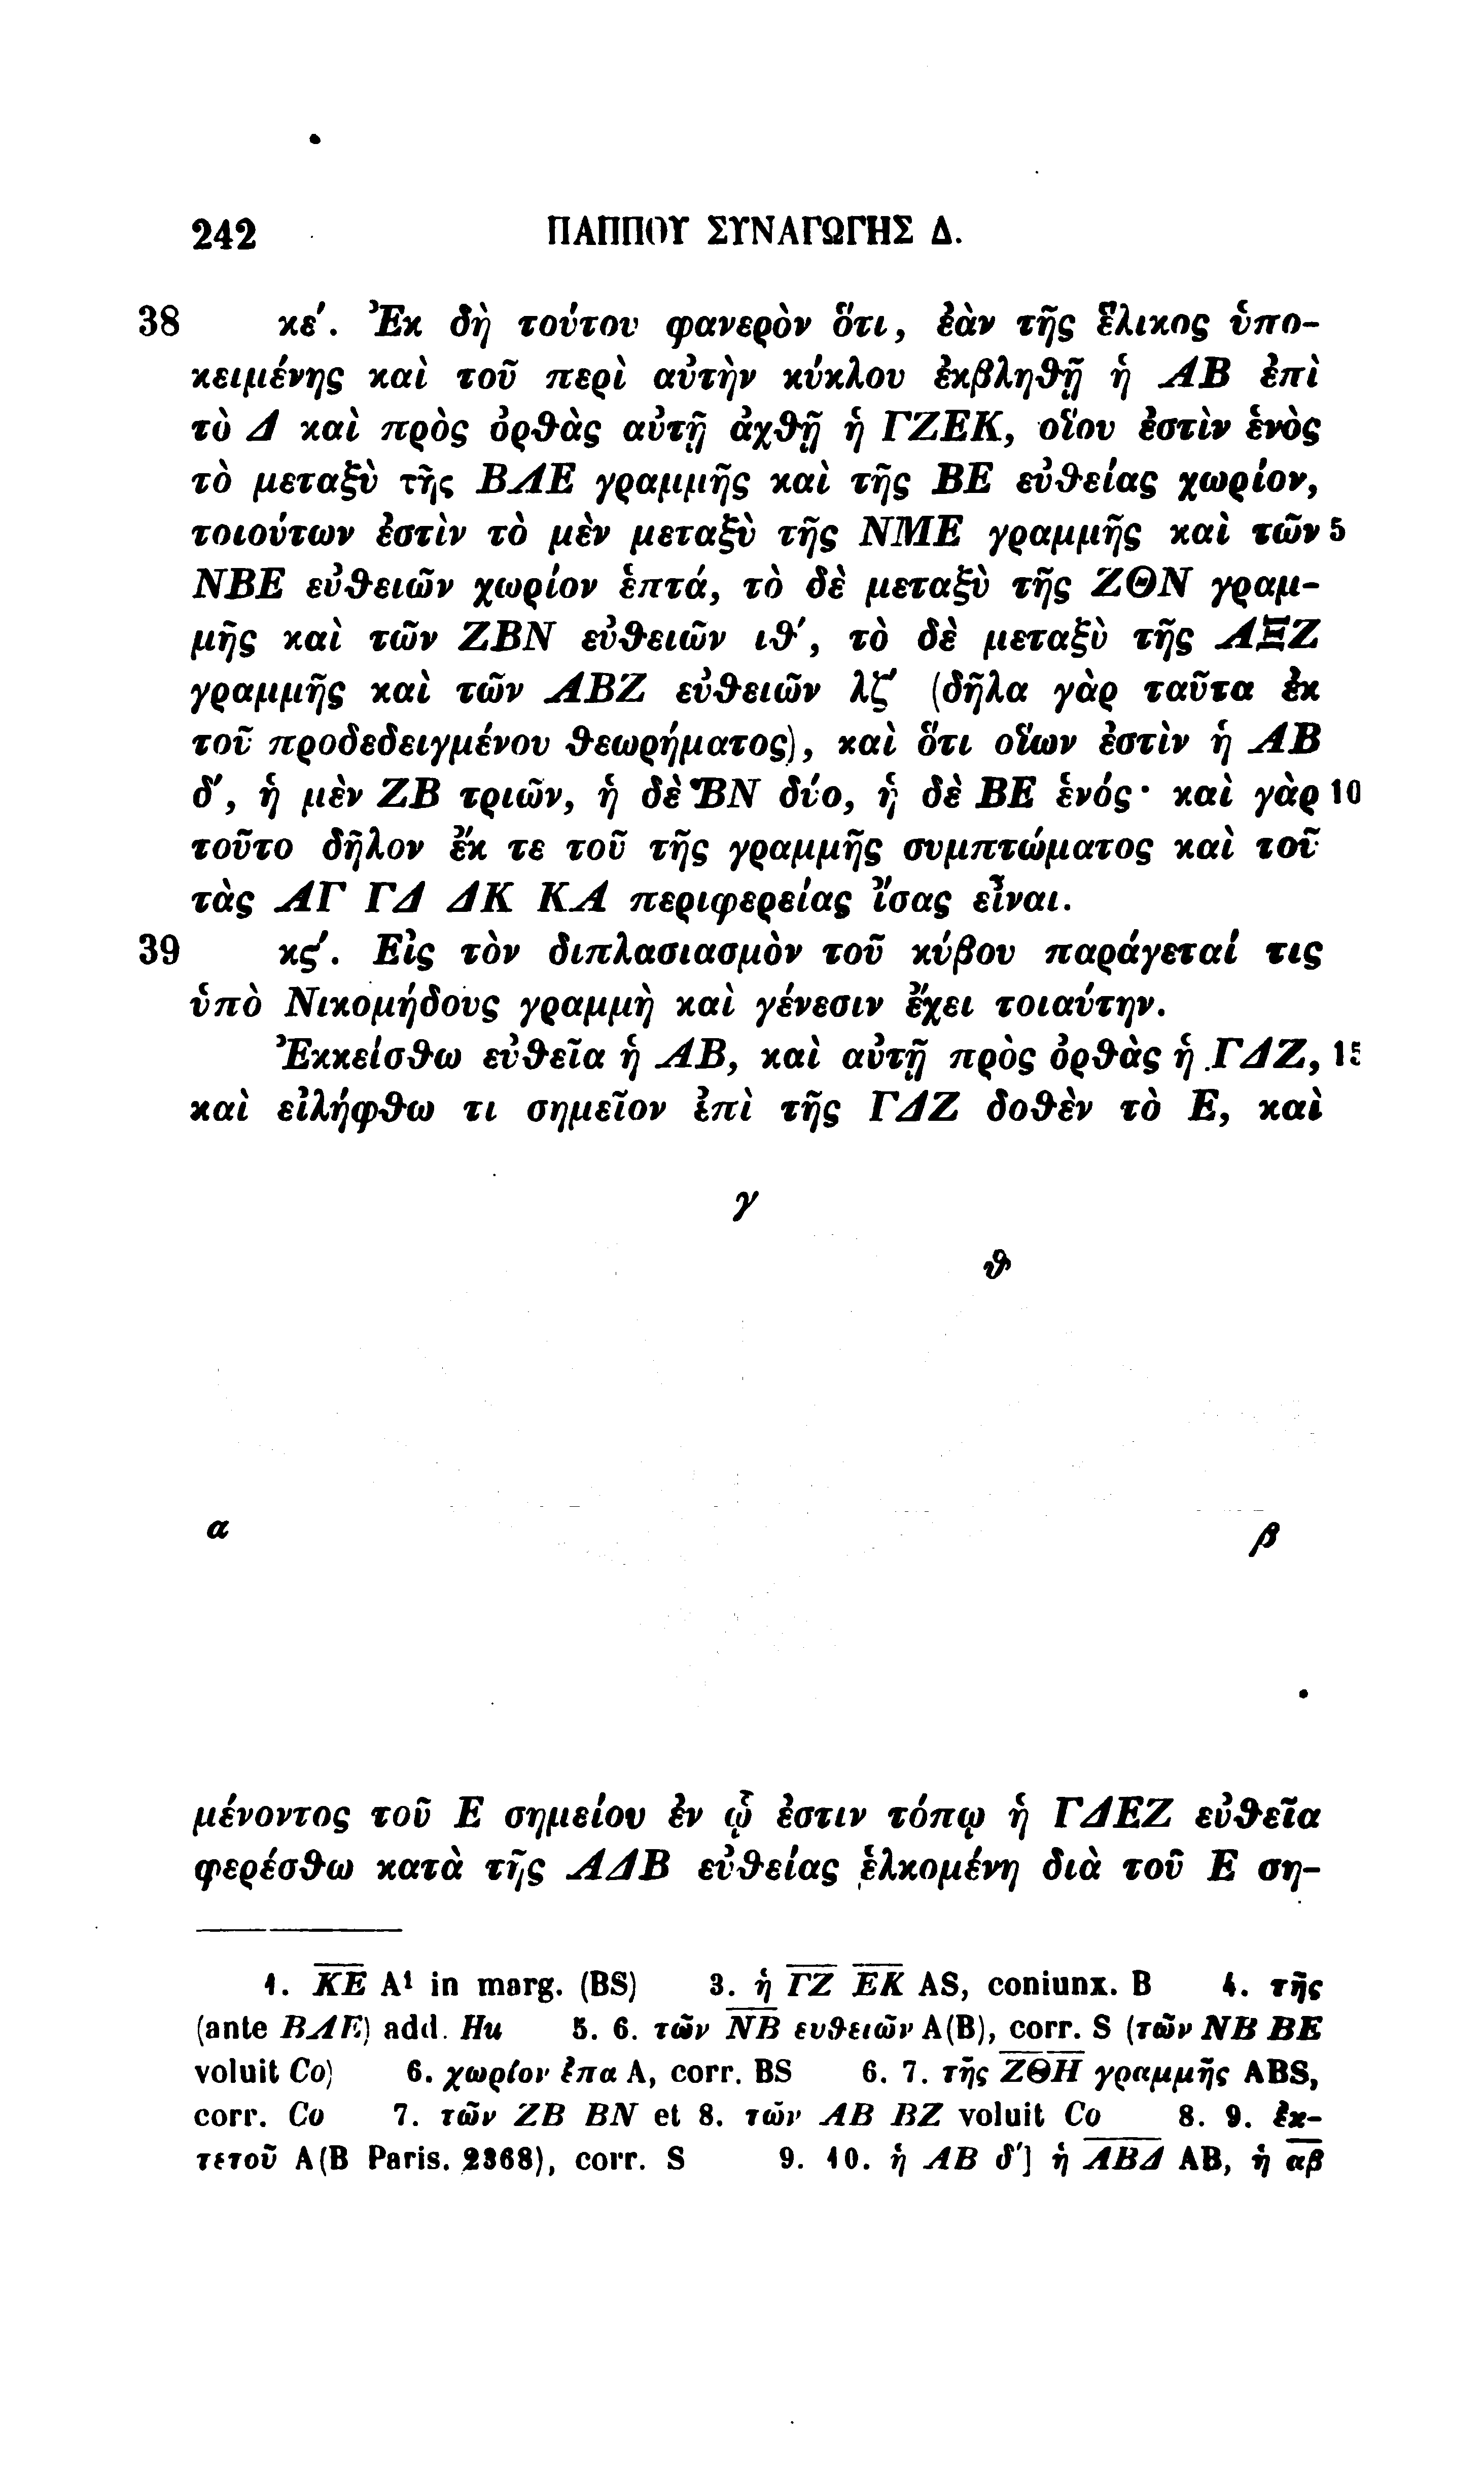 242 ΠΑΠΠΟΥ ΣΥΝΑΓΩΓΗΣ Δ.
38 κε΄. Ἐκ δὴ τούτου φανερὸν ὅτι, ἐὰν τῆς ἕλικος ὑπο-
κειμένης καὶ τοῦ περὶ αὐτὴν κύκλου ἐκβληθῇ ἡ ΑΒ ἐπὶ
τὸ Δ καὶ πρὸς ὀρθὰς αὐτῇ ἀχθῇ ἡ ΓΖΕΚ, οἵου ἐστὶν ἑνὸς
τὸ μεταξὺ τῆς ΒΛΕ γραμμῆς καὶ τῆς ΒΕ εὐθείας χωρίον,
τοιούτων ἐστὶν τὸ μὲν μεταξὺ τῆς ΝΜΕ γραμμῆς καὶ τῶν 5
ΝΒΕ εὐθειῶν χωρίον ἑπτά, τὸ δὲ μεταξὺ τῆς ΖΘΝ γραμ-
μῆς καὶ τῶν ΖΒΝ εὐθειῶν ιθ΄, τὸ δὲ μεταξὺ τῆς ΑΞΖ
γραμμῆς καὶ τῶν ΑΒΖ εὐθειῶν λζ΄ (δῆλα γὰρ ταῦτα ἐκ
τοῦ προδεδειγμένου θεωρήματος), καὶ ὅτι οἵων ἐστὶν ἡ ΑΒ
δ΄, ἡ μὲν ΖΒ τριῶν, ἡ δὲ ΒΝ δύο, ἡ δὲ ΒΕ ἑνός· καὶ γὰρ 10
τοῦτο δῆλον ἔκ τε τοῦ τῆς γραμμῆς συμπτώματος καὶ τοῦ
τὰς ΑΓ ΓΔ ΔΚ ΚΑ περιφερείας ἴσας εἶναι.
39 κϛ΄. Εἰς τὸν διπλασιασμὸν τοῦ κύβου παράγεταί τις
ὑπὸ Νικομήδους γραμμὴ καὶ γένεσιν ἔχει τοιαύτην.
Ἐκκείσθω εὐθεῖα ἡ ΑΒ, καὶ αὐτῇ πρὸς ὀρθὰς ἡ ΓΔΖ, 15
καὶ εἰλήφθω τι σημεῖον ἐπὶ τῆς ΓΔΖ δοθὲν τὸ Ε, καὶ
γ
θ
α
β
μένοντος τοῦ Ε σημείου ἐν ᾧ ἐστιν τόπῳ ἡ ΓΔΕΖ εὐθεῖα
φερέσθω κατὰ τῆς ΑΔΒ εὐθείας ἑλκομένη διὰ τοῦ Ε ση-
1. ΚΕ A¹ in marg. (BS) 3. ἡ ΓΖ ΕΚ AS, coniunx. B 4. τῆς
(ante ΒΛΕ) add. Hu 5. 6. τῶν ΝΒ ευθειῶν A(B), corr. S (τῶν ΝΒ ΒΕ
voluit Co) 6. χωρίον ἐπα A, corr. BS 6. 7. τῆς ΖΘΗ γραμμῆς ABS,
corr. Co 7. τῶν ΖΒ ΒΝ et 8. τῶν ΑΒ ΒΖ voluit Co 8. 9. ἐκ-
τετοῦ A(B Paris. 2368), corr. S 9. 10. ἡ ΑΒ δ΄] ἡ ΑΒΔ AB, ἡ αβ